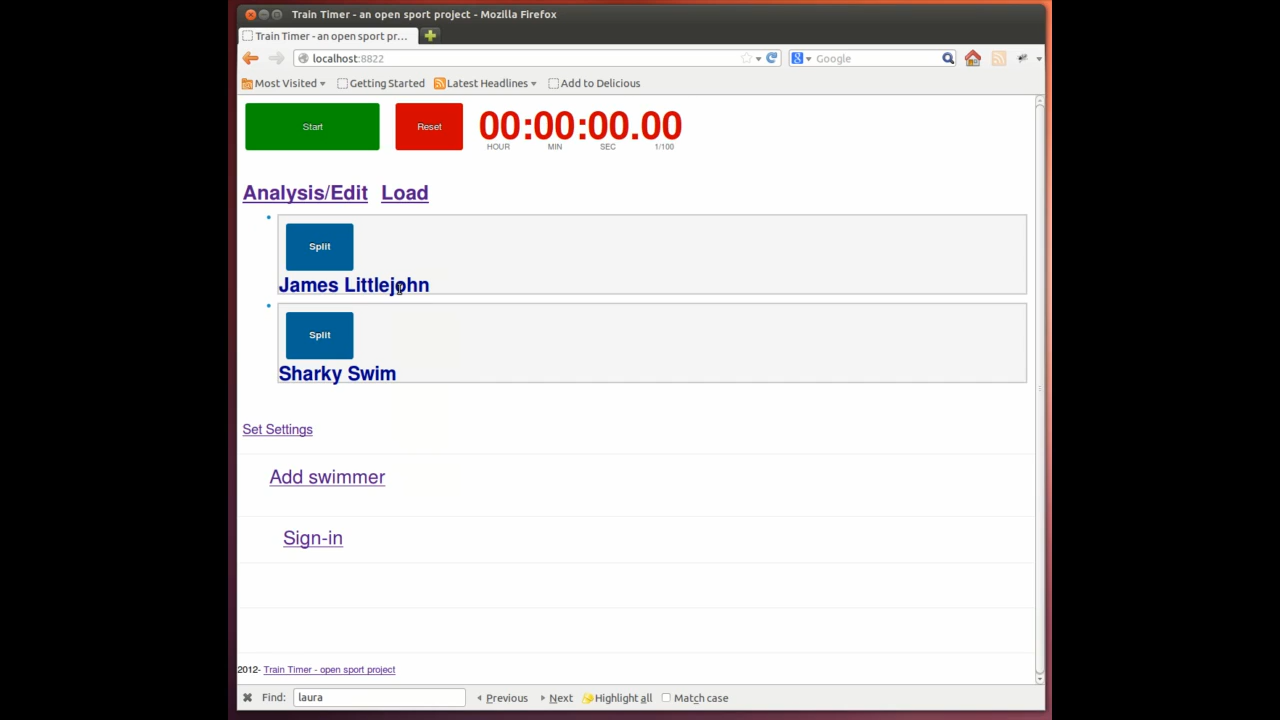 Train Timer - an open sport project - Mozilla Firefox
Train Timer - an open sport pr...
localhost:8822
Google
Most Visited
Getting Started
Latest Headlines
Add to Delicious
Start
Reset
00:00:00.00
HOUR MIN SEC 1/100
Analysis/Edit Load
Split
James Littlejohn
Split
Sharky Swim
Set Settings
Add swimmer
Sign-in
2012- Train Timer - open sport project
Find: laura Previous Next Highlight all Match case